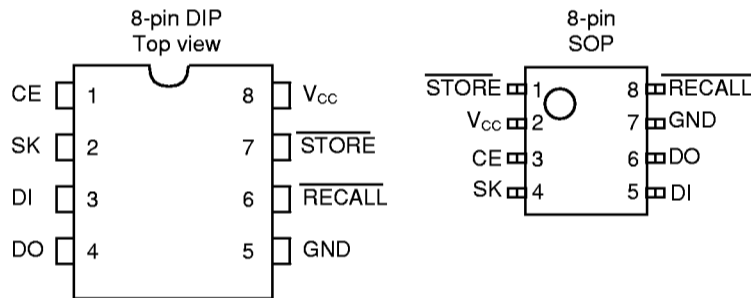 8-pin DIP
Top view
CE 1 8 VCC
SK 2 7 STORE
DI 3 6 RECALL
DO 4 5 GND
8-pin
SOP
STORE 1 8 RECALL
VCC 2 7 GND
CE 3 6 DO
SK 4 5 DI